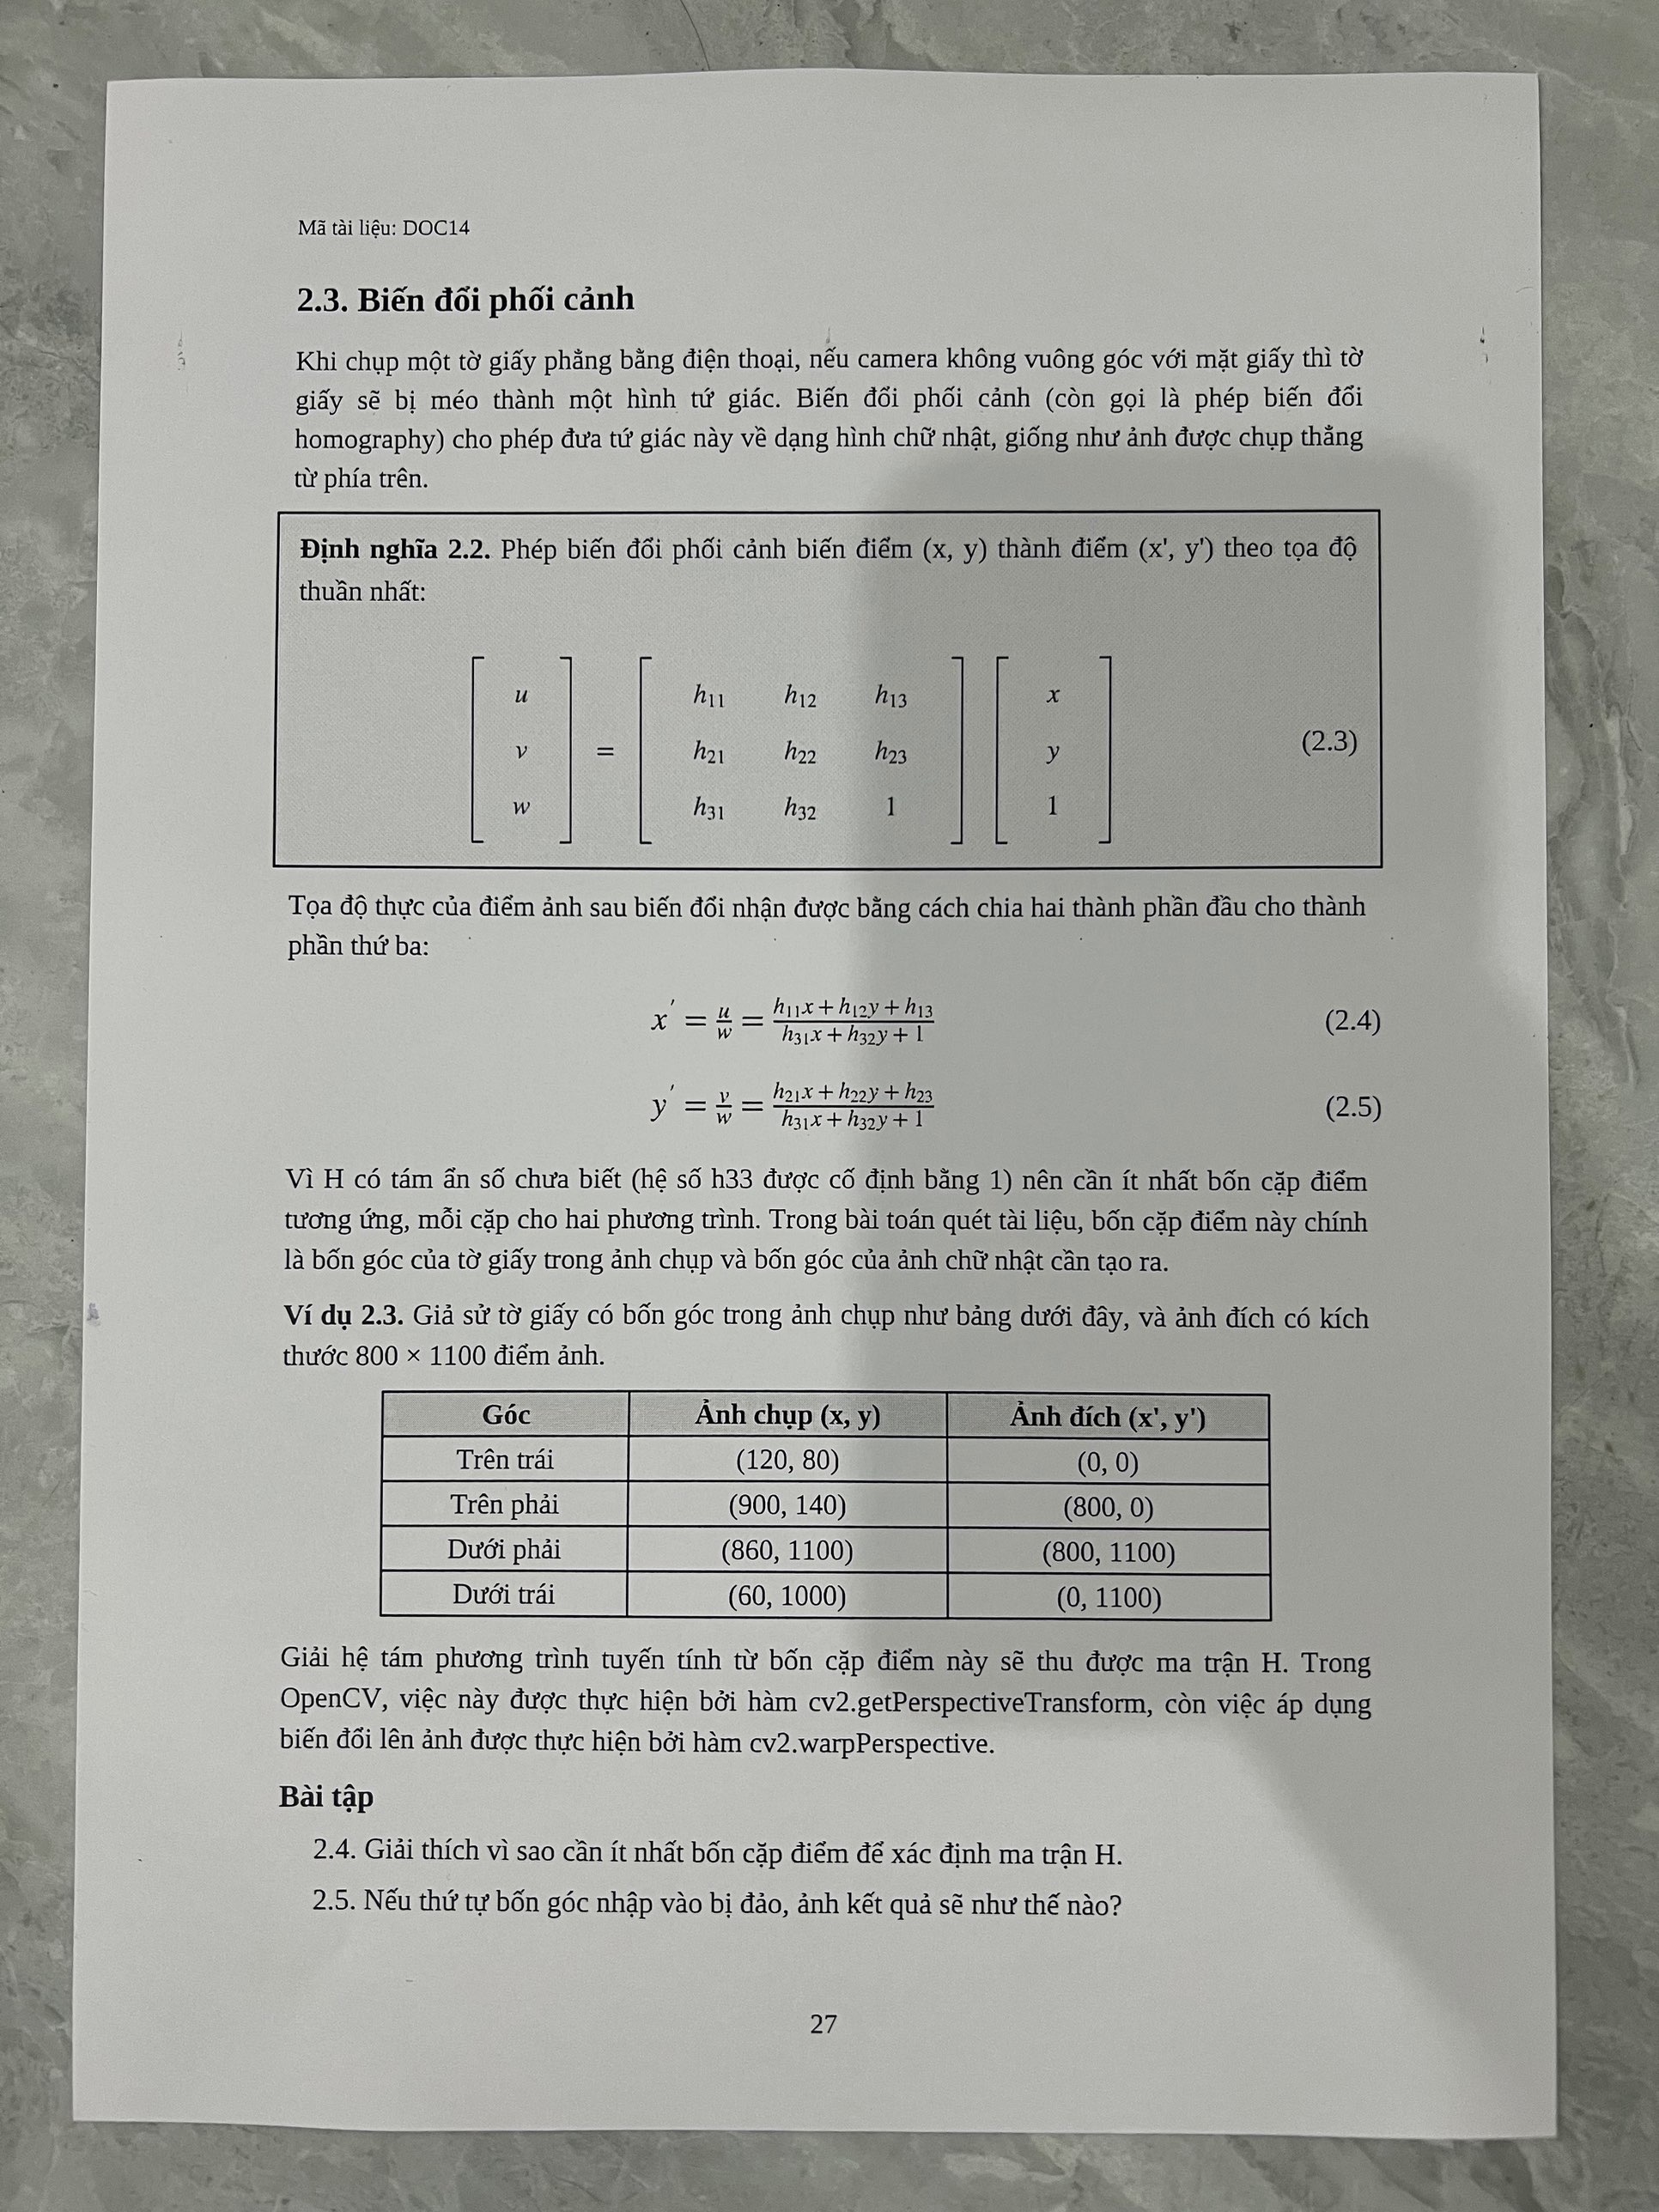 Mã tài liệu: DOC14
2.3. Biến đổi phối cảnh
Khi chụp một tờ giấy phẳng bằng điện thoại, nếu camera không vuông góc với mặt giấy thì tờ
giấy sẽ bị méo thành một hình tứ giác. Biến đổi phối cảnh (còn gọi là phép biến đổi
homography) cho phép đưa tứ giác này về dạng hình chữ nhật, giống như ảnh được chụp thẳng
từ phía trên.
Định nghĩa 2.2. Phép biến đổi phối cảnh biến điểm (x, y) thành điểm (x', y') theo tọa độ
thuần nhất:
[u v w] = [h11 h12 h13; h21 h22 h23; h31 h32 1] [x y 1] (2.3)
Tọa độ thực của điểm ảnh sau biến đổi nhận được bằng cách chia hai thành phần đầu cho thành
phần thứ ba:
x' = u/w = (h11x + h12y + h13)/(h31x + h32y + 1) (2.4)
y' = v/w = (h21x + h22y + h23)/(h31x + h32y + 1) (2.5)
Vì H có tám ẩn số chưa biết (hệ số h33 được cố định bằng 1) nên cần ít nhất bốn cặp điểm
tương ứng, mỗi cặp cho hai phương trình. Trong bài toán quét tài liệu, bốn cặp điểm này chính
là bốn góc của tờ giấy trong ảnh chụp và bốn góc của ảnh chữ nhật cần tạo ra.
Ví dụ 2.3. Giả sử tờ giấy có bốn góc trong ảnh chụp như bảng dưới đây, và ảnh đích có kích
thước 800 × 1100 điểm ảnh.
Góc Ảnh chụp (x, y) Ảnh đích (x', y')
Trên trái (120, 80) (0, 0)
Trên phải (900, 140) (800, 0)
Dưới phải (860, 1100) (800, 1100)
Dưới trái (60, 1000) (0, 1100)
Giải hệ tám phương trình tuyến tính từ bốn cặp điểm này sẽ thu được ma trận H. Trong
OpenCV, việc này được thực hiện bởi hàm cv2.getPerspectiveTransform, còn việc áp dụng
biến đổi lên ảnh được thực hiện bởi hàm cv2.warpPerspective.
Bài tập
2.4. Giải thích vì sao cần ít nhất bốn cặp điểm để xác định ma trận H.
2.5. Nếu thứ tự bốn góc nhập vào bị đảo, ảnh kết quả sẽ như thế nào?
27